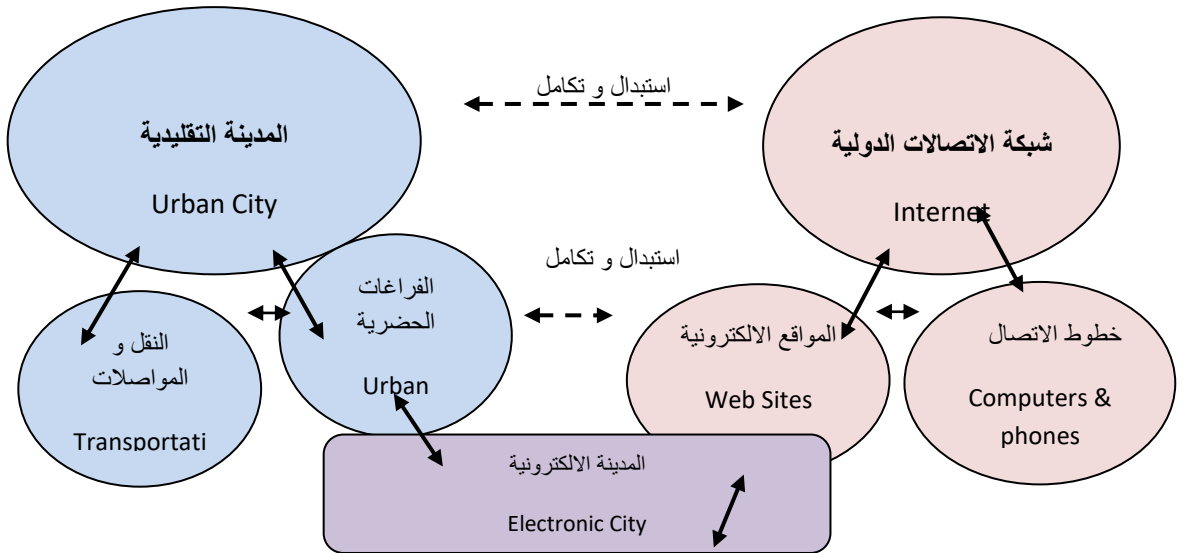 استبدال و تكامل
المدينة التقليدية
Urban City
شبكة الاتصالات الدولية
Internet
استبدال و تكامل
الفراغات
الحضرية
Urban
النقل و
المواصلات
Transportati
المواقع الالكترونية
Web Sites
خطوط الاتصال
Computers &
phones
المدينة الالكترونية
Electronic City